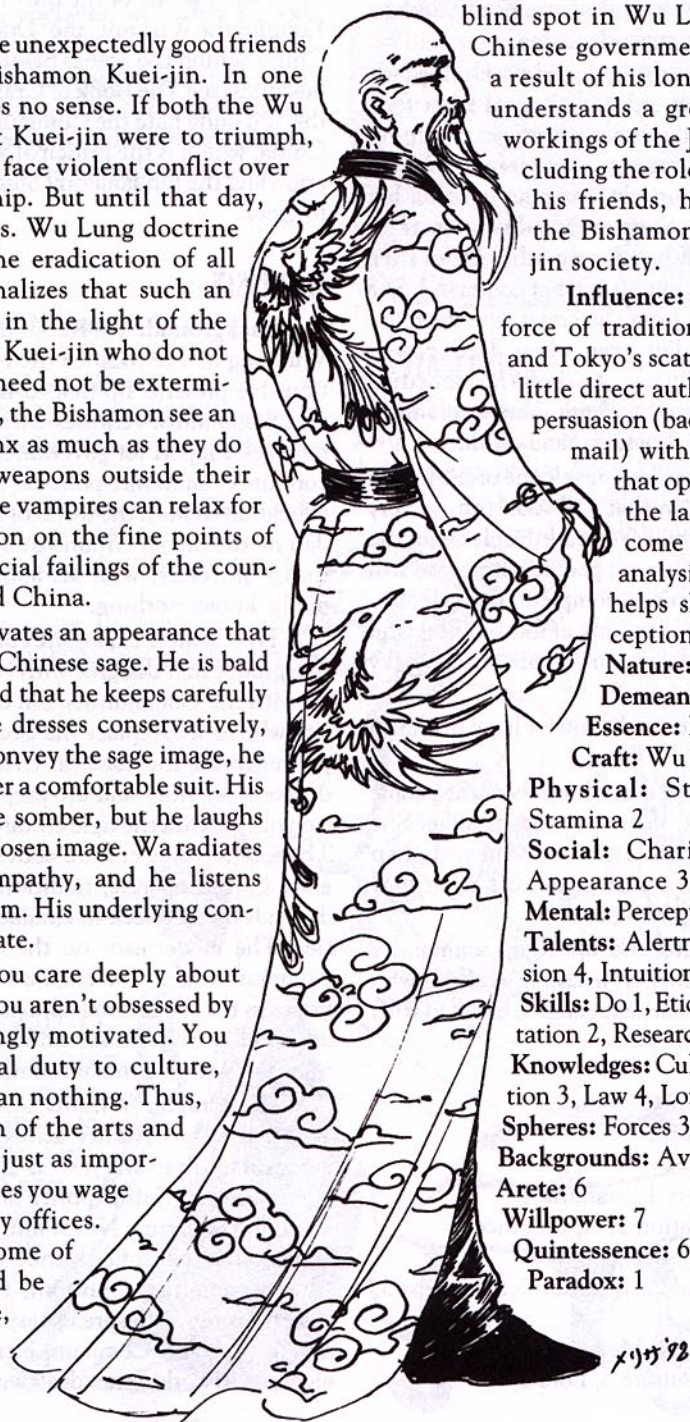 e unexpectedly good friends
ishamon Kuei-jin. In one
s no sense. If both the Wu
Kuei-jin were to triumph,
face violent conflict over
ip. But until that day,
s. Wu Lung doctrine
ne eradication of all
nalizes that such an
in the light of the
Kuei-jin who do not
need not be extermi-
, the Bishamon see an
nx as much as they do
weapons outside their
e vampires can relax for
on on the fine points of
cial failings of the coun-
d China.
vates an appearance that
Chinese sage. He is bald
d that he keeps carefully
e dresses conservatively,
onvey the sage image, he
er a comfortable suit. His
e somber, but he laughs
osen image. Wa radiates
mpathy, and he listens
m. His underlying con-
ate.
ou care deeply about
ou aren't obsessed by
ngly motivated. You
al duty to culture,
an nothing. Thus,
of the arts and
just as impor-
es you wage
y offices.
ome of
d be
blind spot in Wu L
Chinese governme
a result of his lon
understands a gr
workings of the J
cluding the role
his friends, h
the Bishamon
jin society.
Influence:
force of tradition
and Tokyo's scat
little direct auth
persuasion (bac
mail) with
that op
the la
come
analysi
helps s
ception
Nature:
Demean
Essence:
Craft: Wu
Physical: St
Stamina 2
Social: Chari
Appearance 3
Mental: Percept
Talents: Alertn
sion 4, Intuition
Skills: Do 1, Etic
tation 2, Researc
Knowledges: Cul
tion 3, Law 4, Lo
Spheres: Forces 3
Backgrounds: Av
Arete: 6
Willpower: 7
Quintessence: 6
Paradox: 1